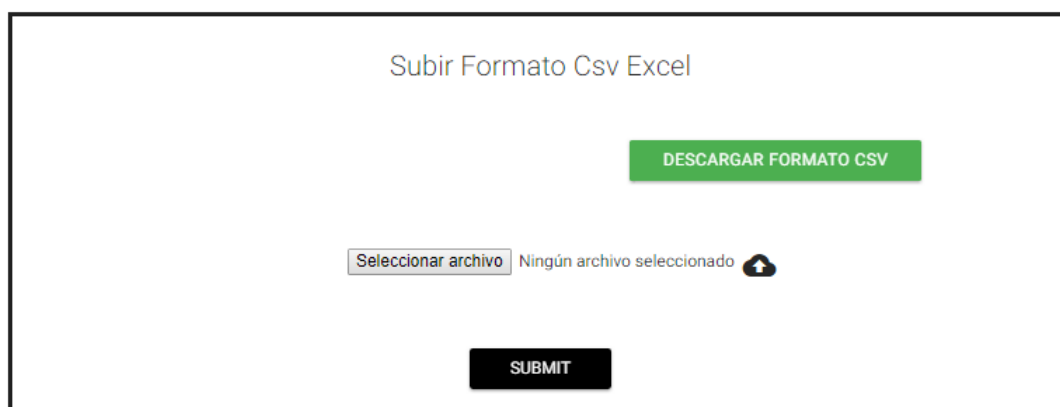 Subir Formato Csv Excel
DESCARGAR FORMATO CSV
Seleccionar archivo Ningún archivo seleccionado
SUBMIT